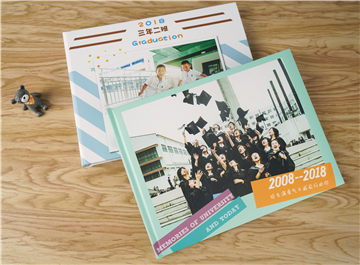 2018
三年二班
Graduation
2008--2018
MEMORIES OF UNIVERSITY
AND TODAY